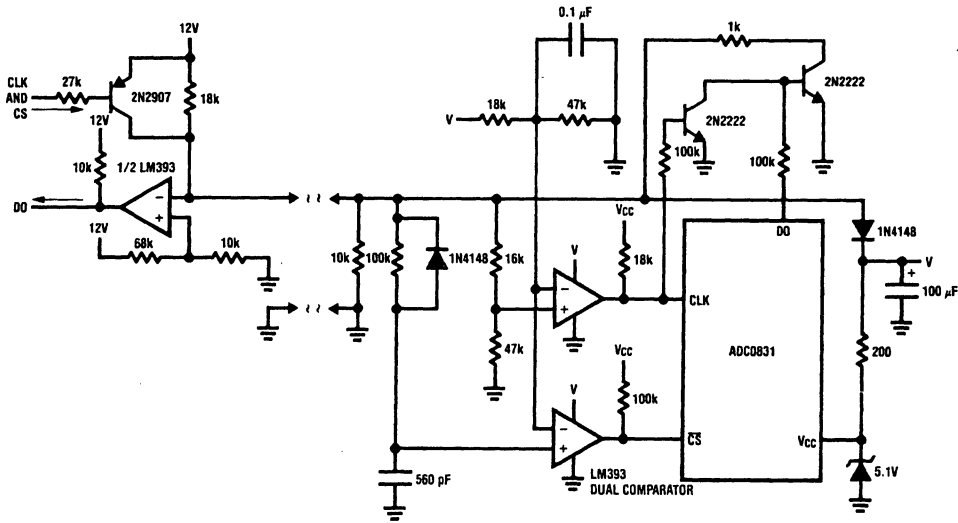 0.1 µF
12V
1k
CLK
AND
CS
27k
2N2907
18k
12V
10k
1/2 LM393
DO
12V
68k
10k
V
18k
47k
2N2222
2N2222
100k
100k
10k
100k
1N4148
16k
47k
VCC
18k
V
−
+
−
+
CLK
DO
ADC0831
1N4148
V
+
100 µF
200
VCC
100k
V
−
+
CS
VCC
560 pF
LM393
DUAL COMPARATOR
5.1V